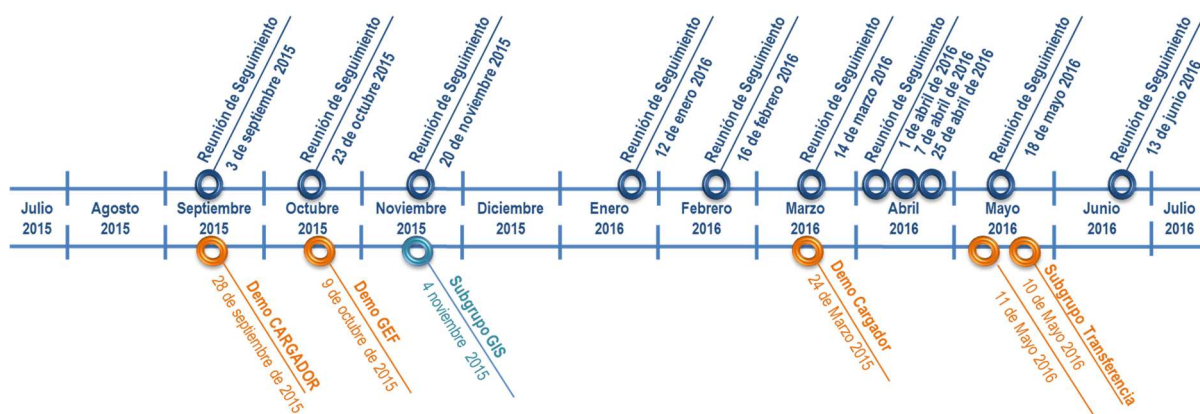 Reunión de Seguimiento
3 de septiembre 2015
Reunión de Seguimiento
23 de octubre 2015
Reunión de Seguimiento
20 de noviembre 2015
Reunión de Seguimiento
12 de enero 2016
Reunión de Seguimiento
16 de febrero 2016
Reunión de Seguimiento
14 de marzo 2016
Reunión de Seguimiento
1 de abril de 2016
7 de abril de 2016
25 de abril de 2016
Reunión de Seguimiento
18 de mayo 2016
Reunión de Seguimiento
13 de junio 2016
Julio
2015
Agosto
2015
Septiembre
2015
Octubre
2015
Noviembre
2015
Diciembre
2015
Enero
2016
Febrero
2016
Marzo
2016
Abril
2016
Mayo
2016
Junio
2016
Julio
2016
Demo CARGADOR
28 de septiembre de 2015
Demo GEF
9 de octubre de 2015
Subgrupo GIS
4 noviembre 2015
Demo Cargador
24 de Marzo 2015
11 de Mayo 2016
Subgrupo Transferencia
10 de Mayo 2016